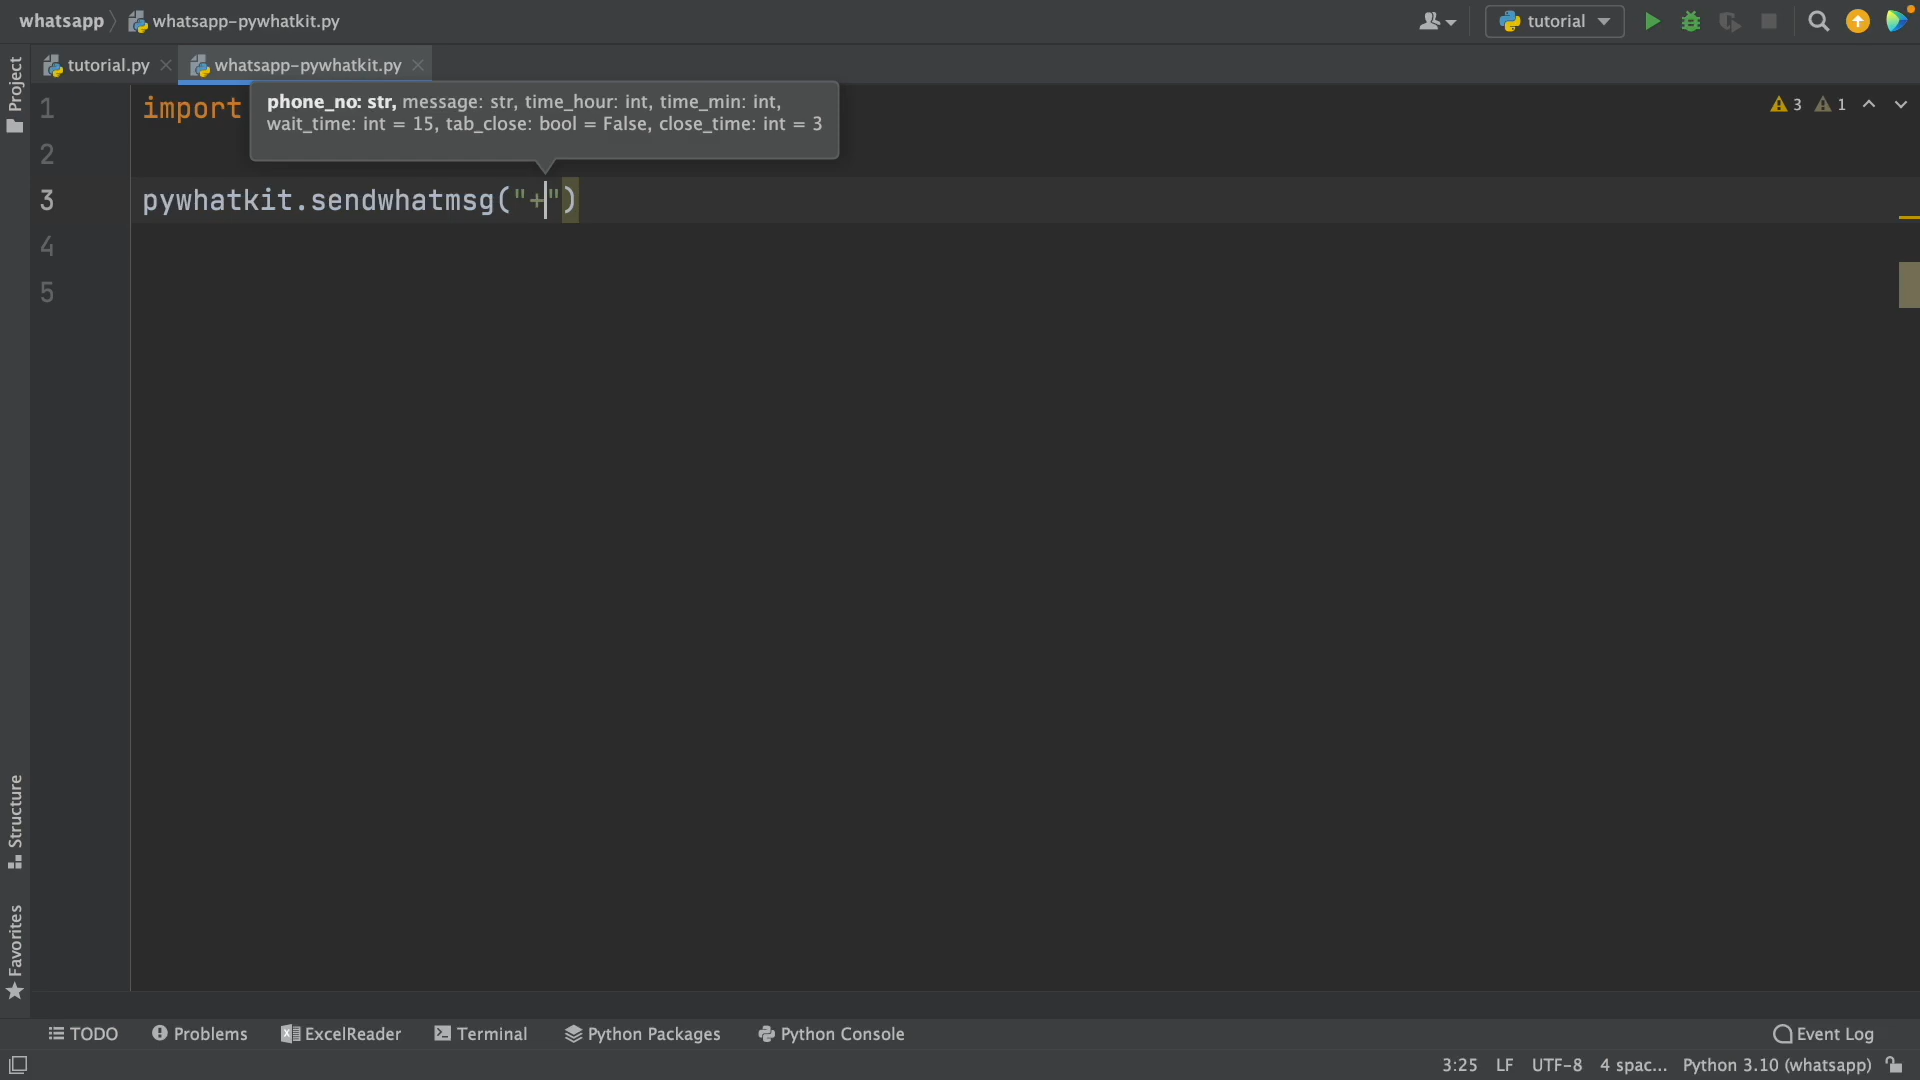 whatsapp whatsapp-pywhatkit.py tutorial
tutorial.py whatsapp-pywhatkit.py
Project
phone_no: str, message: str, time_hour: int, time_min: int,
wait_time: int = 15, tab_close: bool = False, close_time: int = 3
1 import
3 1
2
3 pywhatkit.sendwhatmsg("+")
4
5
Structure
Favorites
TODO Problems ExcelReader Terminal Python Packages Python Console Event Log
3:25 LF UTF-8 4 spac... Python 3.10 (whatsapp)